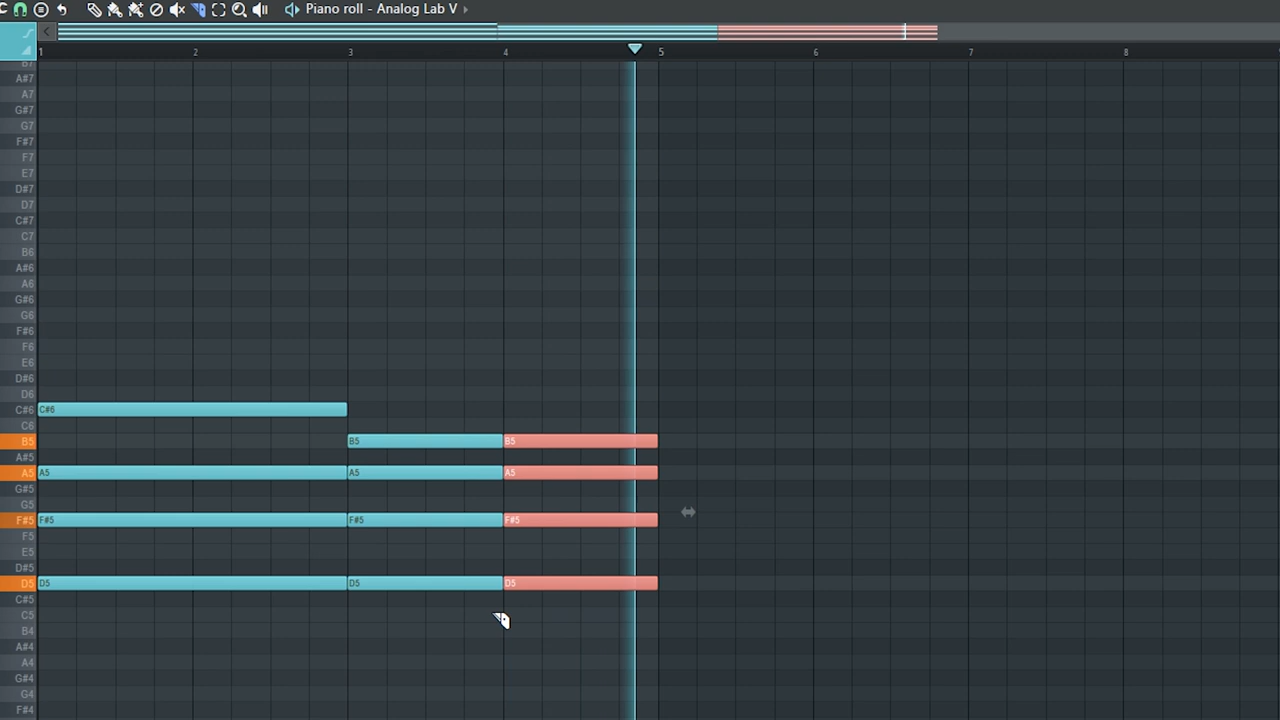 Piano roll - Analog Lab V
1 2 3 4 5 6 7 8
B7
A#7
A7
G#7
G7
F#7
F7
E7
D#7
D7
C#7
C7
B6
A#6
A6
G#6
G6
F#6
F6
E6
D#6
D6
C#6 C#6
C6
B5 B5 B5
A#5
A5 A5 A5 A5
G#5
G5
F#5 F#5 F#5 F#5
F5
E5
D#5
D5 D5 D5 D5
C#5
C5
B4
A#4
A4
G#4
G4
F#4